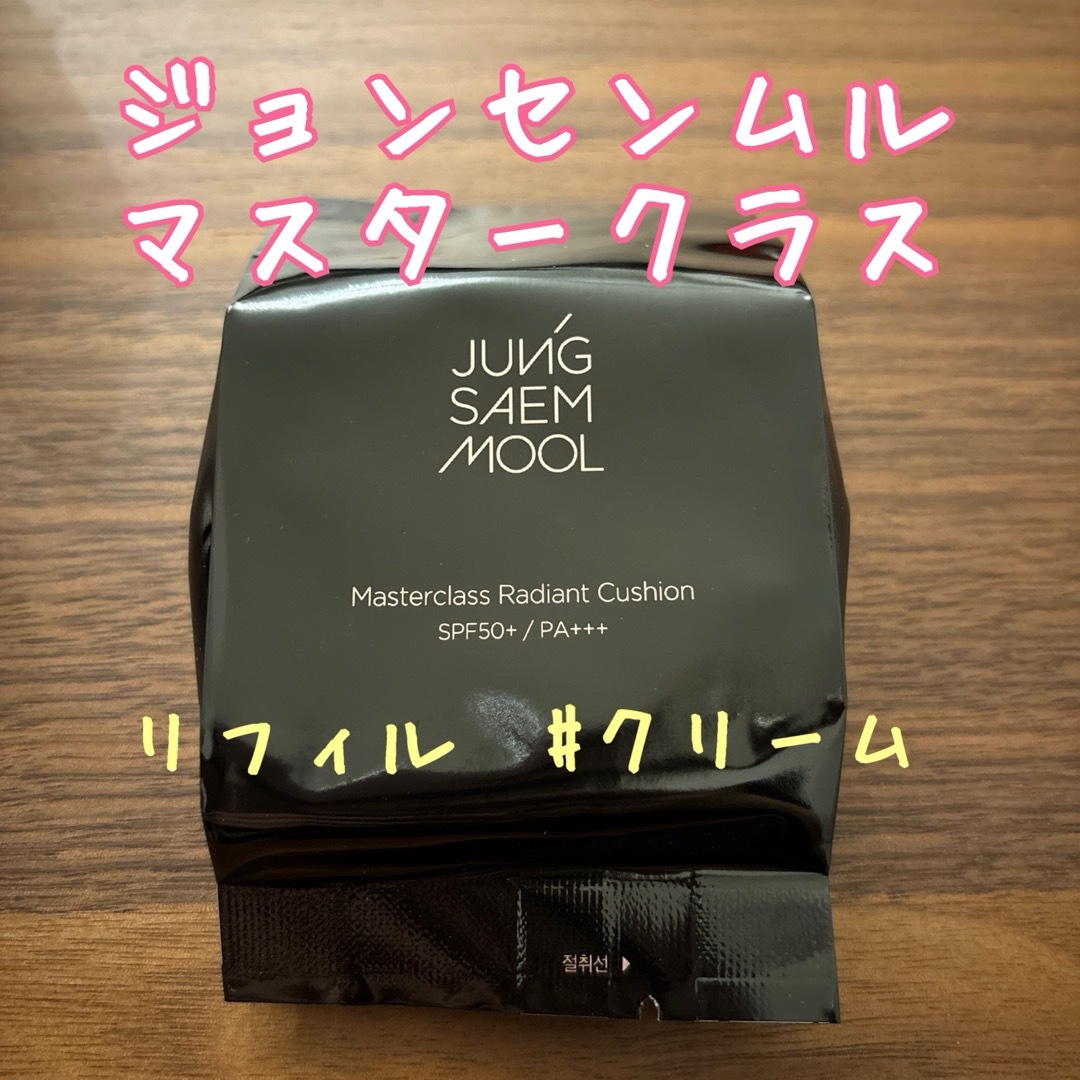 ジョンセンムル
マスタークラス
JUNG
SAEM
MOOL
Masterclass Radiant Cushion
SPF50+ / PA+++
リフィル #クリーム
절취선